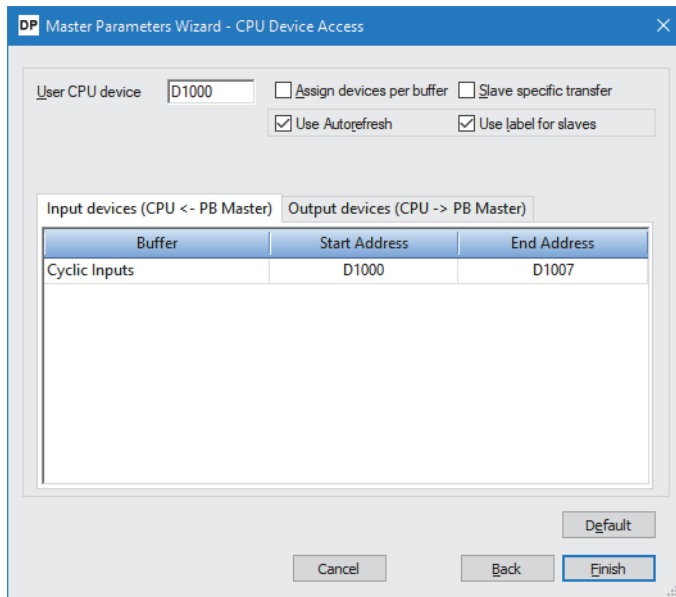 DP Master Parameters Wizard - CPU Device Access
User CPU device D1000 Assign devices per buffer Slave specific transfer
Use Autorefresh Use label for slaves
Input devices (CPU <- PB Master) Output devices (CPU -> PB Master)
Buffer Start Address End Address
Cyclic Inputs D1000 D1007
Default
Cancel Back Finish